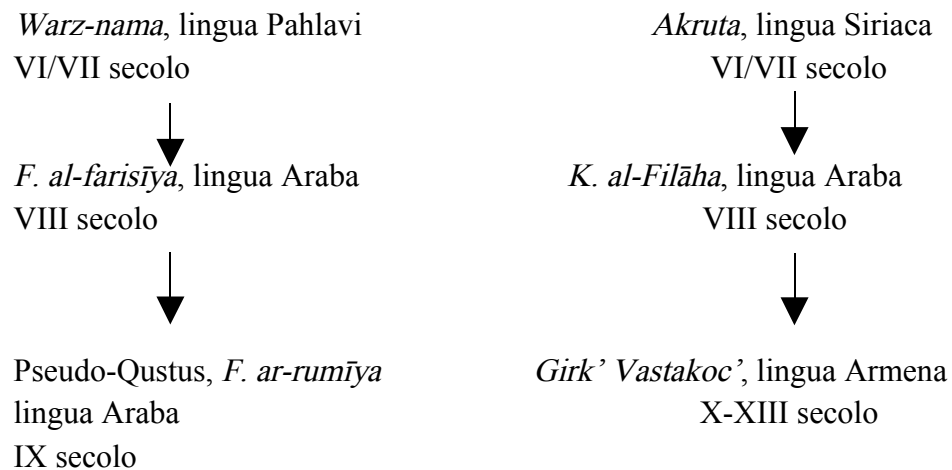 Warz-nama, lingua Pahlavi
VI/VII secolo
F. al-farisīya, lingua Araba
VIII secolo
Pseudo-Qustus, F. ar-rumīya
lingua Araba
IX secolo
Akruta, lingua Siriaca
VI/VII secolo
K. al-Filāha, lingua Araba
VIII secolo
Girk’ Vastakoc’, lingua Armena
X-XIII secolo